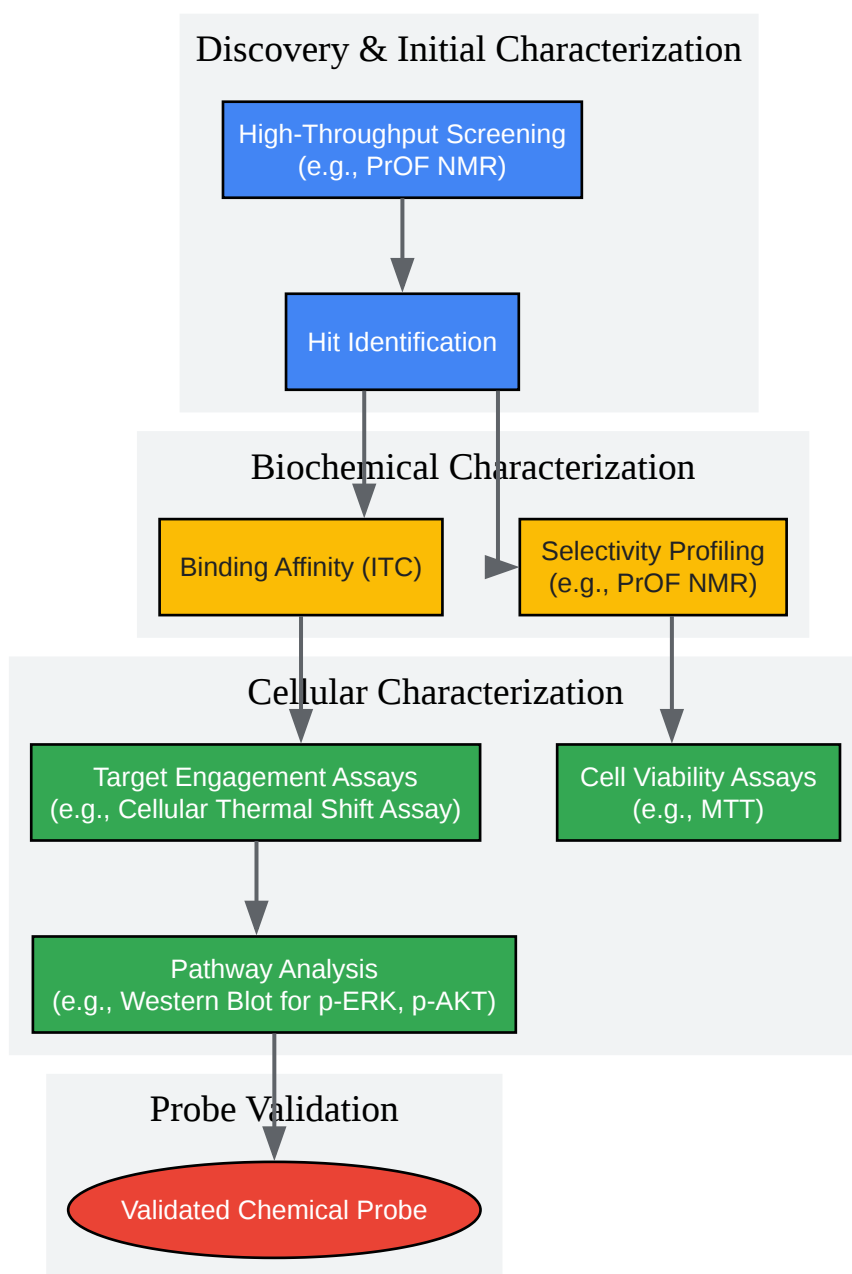 Discovery & Initial Characterization
High-Throughput Screening
(e.g., PrOF NMR)
Hit Identification
Biochemical Characterization
Binding Affinity (ITC)
Selectivity Profiling
(e.g., PrOF NMR)
Cellular Characterization
Target Engagement Assays
(e.g., Cellular Thermal Shift Assay)
Cell Viability Assays
(e.g., MTT)
Pathway Analysis
(e.g., Western Blot for p-ERK, p-AKT)
Probe Validation
Validated Chemical Probe